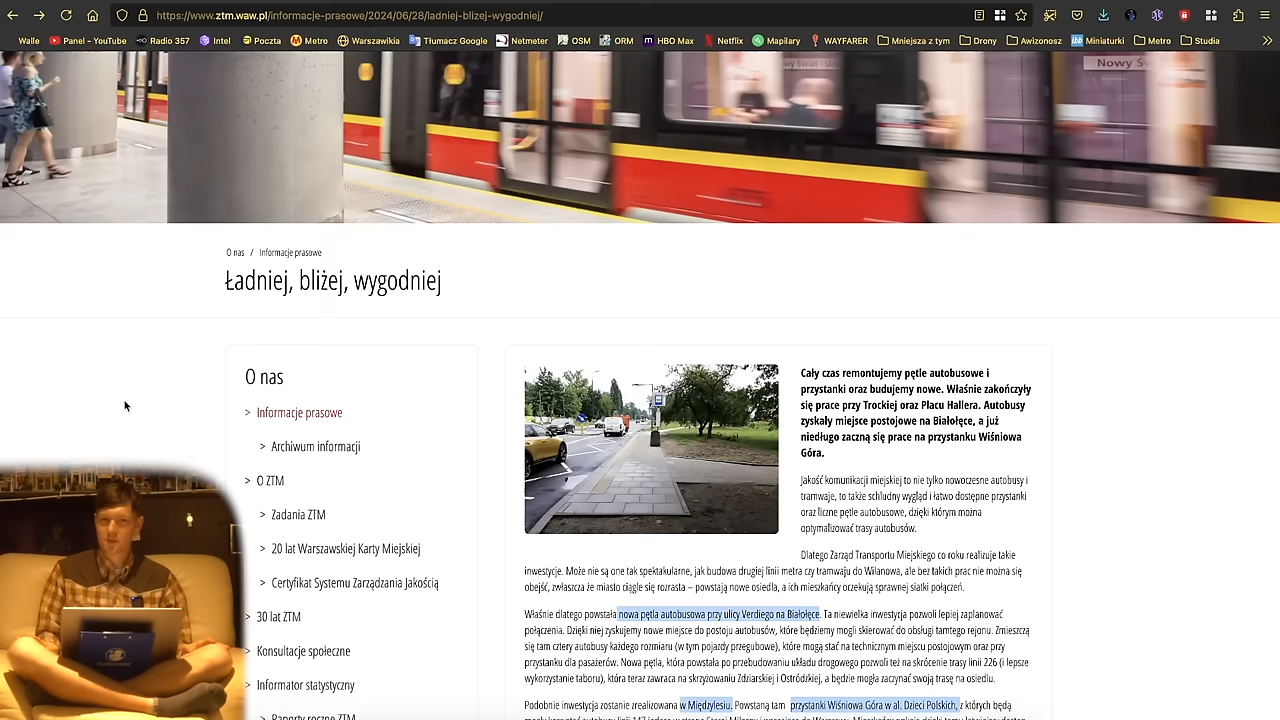 https://www.ztm.waw.pl/informacje-prasowe/2024/06/28/ladniej-blizej-wygodniej/
Walle Panel - YouTube Radio 357 Intel Poczta Metro Warszawikia Tłumacz Google Netmeter OSM ORM HBO Max Netflix Mapilary WAYFARER Mniejsza z tym Drony Awizonosz Miniaturki Metro Studia
Nowy Ś
O nas / Informacje prasowe
Ładniej, bliżej, wygodniej
O nas
> Informacje prasowe
> Archiwum informacji
> O ZTM
> Zadania ZTM
> 20 lat Warszawskiej Karty Miejskiej
> Certyfikat Systemu Zarządzania Jakością
> 30 lat ZTM
> Konsultacje społeczne
> Informator statystyczny
> Raporty roczne ZTM
Cały czas remontujemy pętle autobusowe i
przystanki oraz budujemy nowe. Właśnie zakończyły
się prace przy Trockiej oraz Placu Hallera. Autobusy
zyskały miejsce postojowe na Białołęce, a już
niedługo zaczną się prace na przystanku Wiśniowa
Góra.
Jakość komunikacji miejskiej to nie tylko nowoczesne autobusy i
tramwaje, to także schludny wygląd i łatwo dostępne przystanki
oraz liczne pętle autobusowe, dzięki którym można
optymalizować trasy autobusów.
Dlatego Zarząd Transportu Miejskiego co roku realizuje takie
inwestycje. Może nie są one tak spektakularne, jak budowa drugiej linii metra czy tramwaju do Wilanowa, ale bez takich prac nie można się
obejść, zwłaszcza że miasto ciągle się rozrasta – powstają nowe osiedla, a ich mieszkańcy oczekują sprawnej siatki połączeń.
Właśnie dlatego powstała nowa pętla autobusowa przy ulicy Verdiego na Białołęce. Ta niewielka inwestycja pozwoli lepiej zaplanować
połączenia. Dzięki niej zyskujemy nowe miejsce do postoju autobusów, które będziemy mogli skierować do obsługi tamtego rejonu. Zmieszczą
się tam cztery autobusy każdego rozmiaru (w tym pojazdy przegubowe), które mogą stać na technicznym miejscu postojowym oraz przy
przystanku dla pasażerów. Nowa pętla, która powstała po przebudowaniu układu drogowego pozwoli też na skrócenie trasy linii 226 (i lepsze
wykorzystanie taboru), która teraz zawraca na skrzyżowaniu Zdziarskiej i Ostródzkiej, a będzie mogła zaczynać swoją trasę na osiedlu.
Podobnie inwestycja zostanie zrealizowana w Międzylesiu. Powstaną tam przystanki Wiśniowa Góra w al. Dzieci Polskich, z których będą